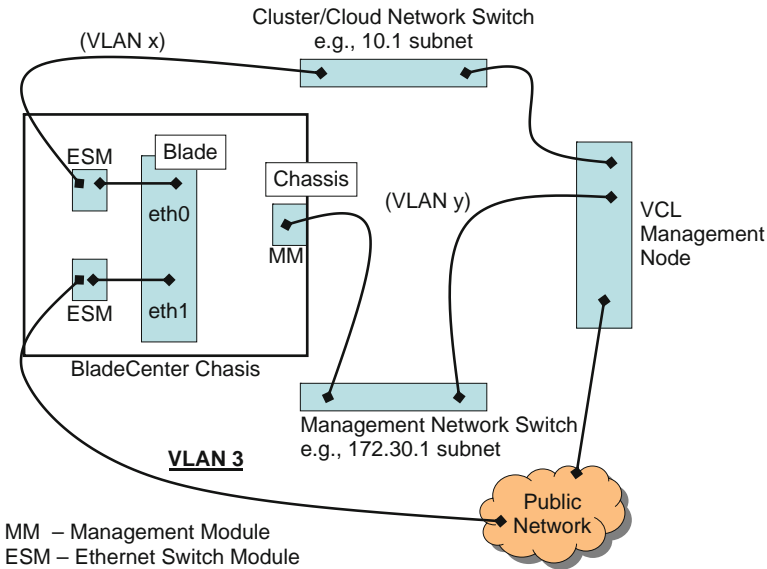 Cluster/Cloud Network Switch
e.g., 10.1 subnet
(VLAN x)
ESM
Blade
eth0
Chassis
MM
(VLAN y)
VCL
Management
Node
ESM
eth1
BladeCenter Chasis
Management Network Switch
e.g., 172.30.1 subnet
VLAN 3
Public
Network
MM – Management Module
ESM – Ethernet Switch Module